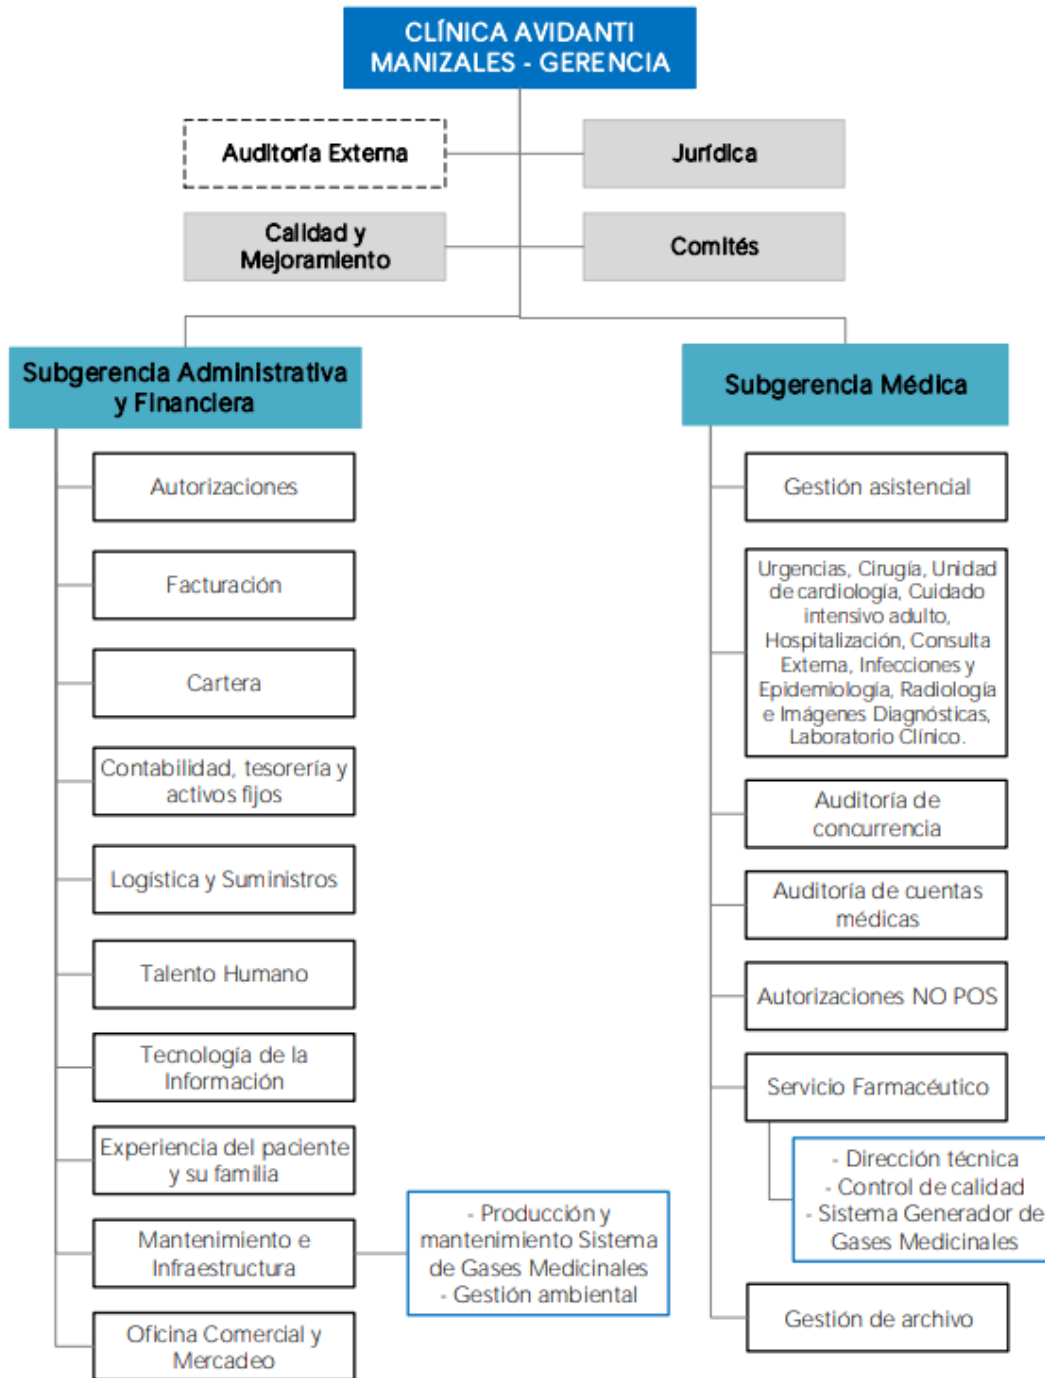 CLÍNICA AVIDANTI
MANIZALES - GERENCIA
Auditoría Externa
Jurídica
Calidad y
Mejoramiento
Comités
Subgerencia Administrativa
y Financiera
Autorizaciones
Facturación
Cartera
Contabilidad, tesorería y
activos fijos
Logística y Suministros
Talento Humano
Tecnología de la
Información
Experiencia del paciente
y su familia
Mantenimiento e
Infraestructura
- Producción y
mantenimiento Sistema
de Gases Medicinales
- Gestión ambiental
Oficina Comercial y
Mercadeo
Subgerencia Médica
Gestión asistencial
Urgencias, Cirugía, Unidad
de cardiología, Cuidado
intensivo adulto,
Hospitalización, Consulta
Externa, Infecciones y
Epidemiología, Radiología
e Imágenes Diagnósticas,
Laboratorio Clínico.
Auditoría de
concurrencia
Auditoría de cuentas
médicas
Autorizaciones NO POS
Servicio Farmacéutico
- Dirección técnica
- Control de calidad
- Sistema Generador de
Gases Medicinales
Gestión de archivo